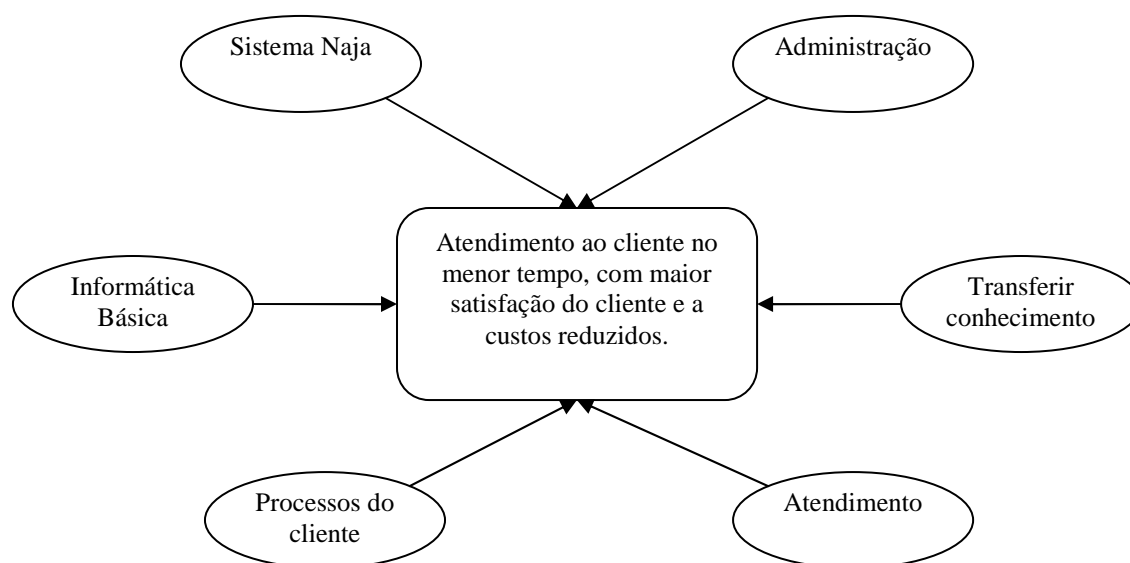 Sistema Naja
Administração
Atendimento ao cliente no
menor tempo, com maior
satisfação do cliente e a
custos reduzidos.
Informática
Básica
Transferir
conhecimento
Processos do
cliente
Atendimento